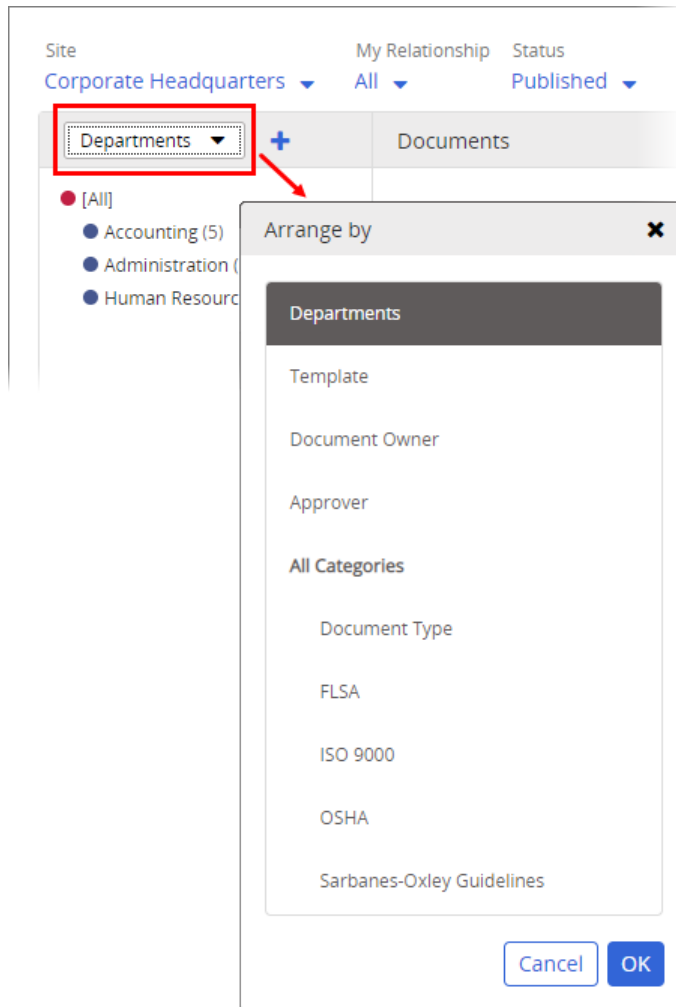 Site My Relationship Status
Corporate Headquarters All Published
Departments + Documents
[All]
Accounting (5)
Administration (
Human Resourc
Arrange by
Departments
Template
Document Owner
Approver
All Categories
Document Type
FLSA
ISO 9000
OSHA
Sarbanes-Oxley Guidelines
Cancel OK